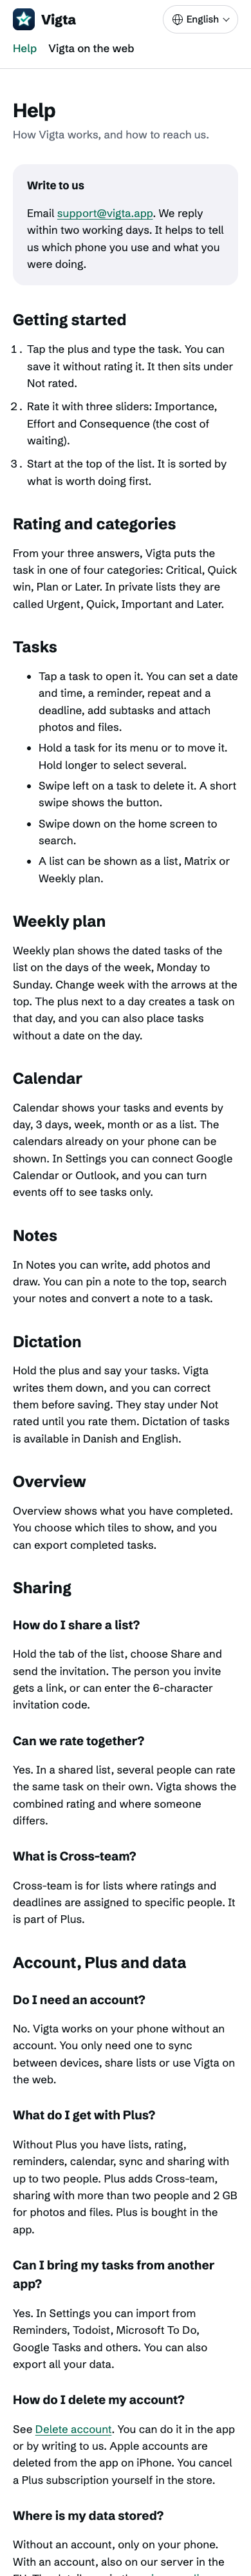 Vigta
English
Help Vigta on the web
Help
How Vigta works, and how to reach us.
Write to us
Email support@vigta.app. We reply
within two working days. It helps to tell
us which phone you use and what you
were doing.
Getting started
1. Tap the plus and type the task. You can
save it without rating it. It then sits under
Not rated.
2. Rate it with three sliders: Importance,
Effort and Consequence (the cost of
waiting).
3. Start at the top of the list. It is sorted by
what is worth doing first.
Rating and categories
From your three answers, Vigta puts the
task in one of four categories: Critical, Quick
win, Plan or Later. In private lists they are
called Urgent, Quick, Important and Later.
Tasks
• Tap a task to open it. You can set a date
and time, a reminder, repeat and a
deadline, add subtasks and attach
photos and files.
• Hold a task for its menu or to move it.
Hold longer to select several.
• Swipe left on a task to delete it. A short
swipe shows the button.
• Swipe down on the home screen to
search.
• A list can be shown as a list, Matrix or
Weekly plan.
Weekly plan
Weekly plan shows the dated tasks of the
list on the days of the week, Monday to
Sunday. Change week with the arrows at the
top. The plus next to a day creates a task on
that day, and you can also place tasks
without a date on the day.
Calendar
Calendar shows your tasks and events by
day, 3 days, week, month or as a list. The
calendars already on your phone can be
shown. In Settings you can connect Google
Calendar or Outlook, and you can turn
events off to see tasks only.
Notes
In Notes you can write, add photos and
draw. You can pin a note to the top, search
your notes and convert a note to a task.
Dictation
Hold the plus and say your tasks. Vigta
writes them down, and you can correct
them before saving. They stay under Not
rated until you rate them. Dictation of tasks
is available in Danish and English.
Overview
Overview shows what you have completed.
You choose which tiles to show, and you
can export completed tasks.
Sharing
How do I share a list?
Hold the tab of the list, choose Share and
send the invitation. The person you invite
gets a link, or can enter the 6-character
invitation code.
Can we rate together?
Yes. In a shared list, several people can rate
the same task on their own. Vigta shows the
combined rating and where someone
differs.
What is Cross-team?
Cross-team is for lists where ratings and
deadlines are assigned to specific people. It
is part of Plus.
Account, Plus and data
Do I need an account?
No. Vigta works on your phone without an
account. You only need one to sync
between devices, share lists or use Vigta on
the web.
What do I get with Plus?
Without Plus you have lists, rating,
reminders, calendar, sync and sharing with
up to two people. Plus adds Cross-team,
sharing with more than two people and 2 GB
for photos and files. Plus is bought in the
app.
Can I bring my tasks from another
app?
Yes. In Settings you can import from
Reminders, Todoist, Microsoft To Do,
Google Tasks and others. You can also
export all your data.
How do I delete my account?
See Delete account. You can do it in the app
or by writing to us. Apple accounts are
deleted from the app on iPhone. You cancel
a Plus subscription yourself in the store.
Where is my data stored?
Without an account, only on your phone.
With an account, also on our server in the